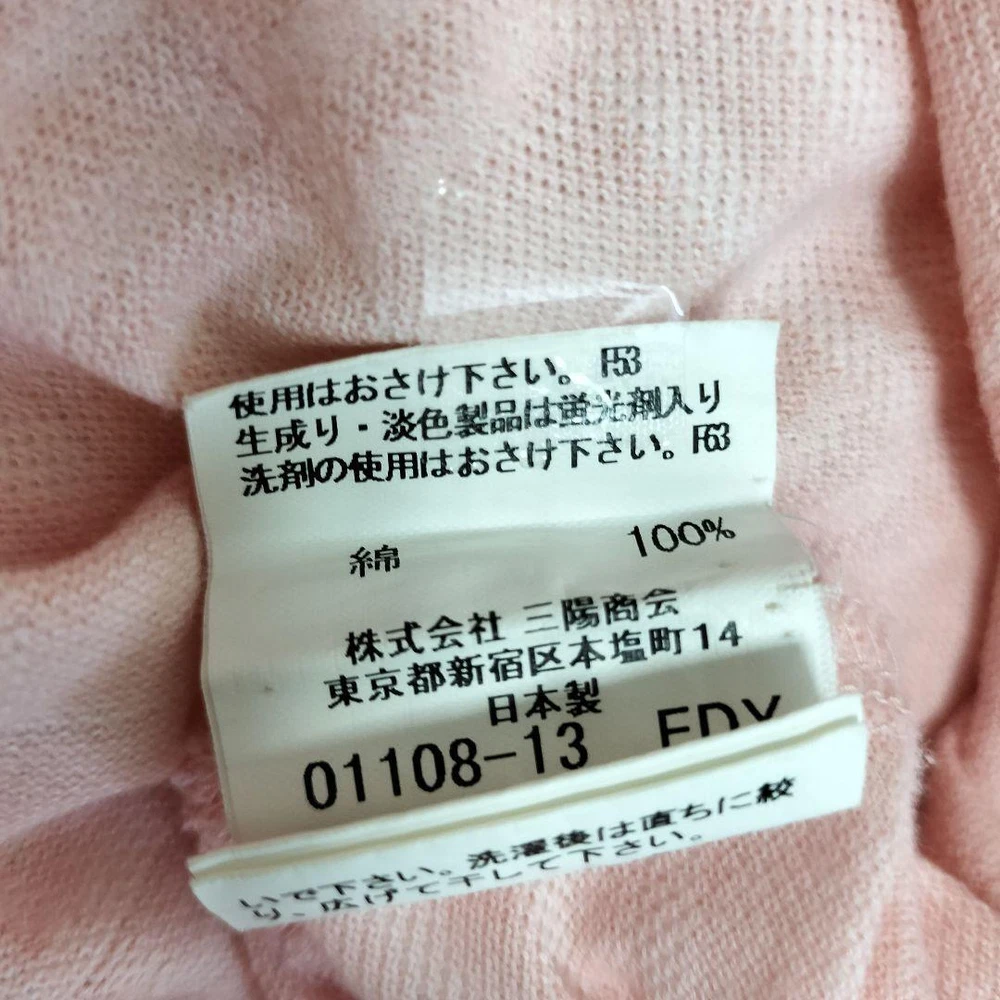 使用はおさけ下さい。F53
生成り・淡色製品は蛍光剤入り
洗剤の使用はおさけ下さい。F63
綿 100%
株式会社 三陽商会
東京都新宿区本塩町14
日本製
01108-13
いで下さい。洗濯後は直ちに絞
り、広げて干して下さい。